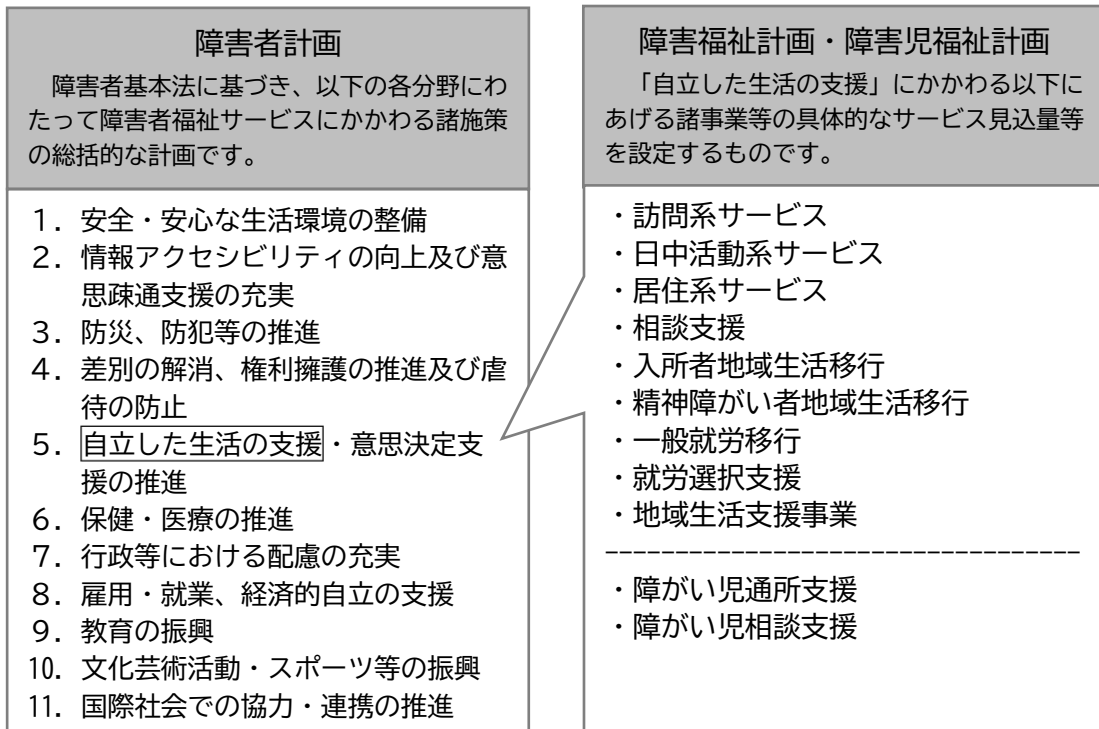 障害者計画
障害者基本法に基づき、以下の各分野にわ
たって障害者福祉サービスにかかわる諸施策
の総括的な計画です。
1．安全・安心な生活環境の整備
2．情報アクセシビリティの向上及び意
思疎通支援の充実
3．防災、防犯等の推進
4．差別の解消、権利擁護の推進及び虐
待の防止
5．自立した生活の支援・意思決定支
援の推進
6．保健・医療の推進
7．行政等における配慮の充実
8．雇用・就業、経済的自立の支援
9．教育の振興
10．文化芸術活動・スポーツ等の振興
11．国際社会での協力・連携の推進
障害福祉計画・障害児福祉計画
「自立した生活の支援」にかかわる以下に
あげる諸事業等の具体的なサービス見込量等
を設定するものです。
・訪問系サービス
・日中活動系サービス
・居住系サービス
・相談支援
・入所者地域生活移行
・精神障がい者地域生活移行
・一般就労移行
・就労選択支援
・地域生活支援事業
・障がい児通所支援
・障がい児相談支援